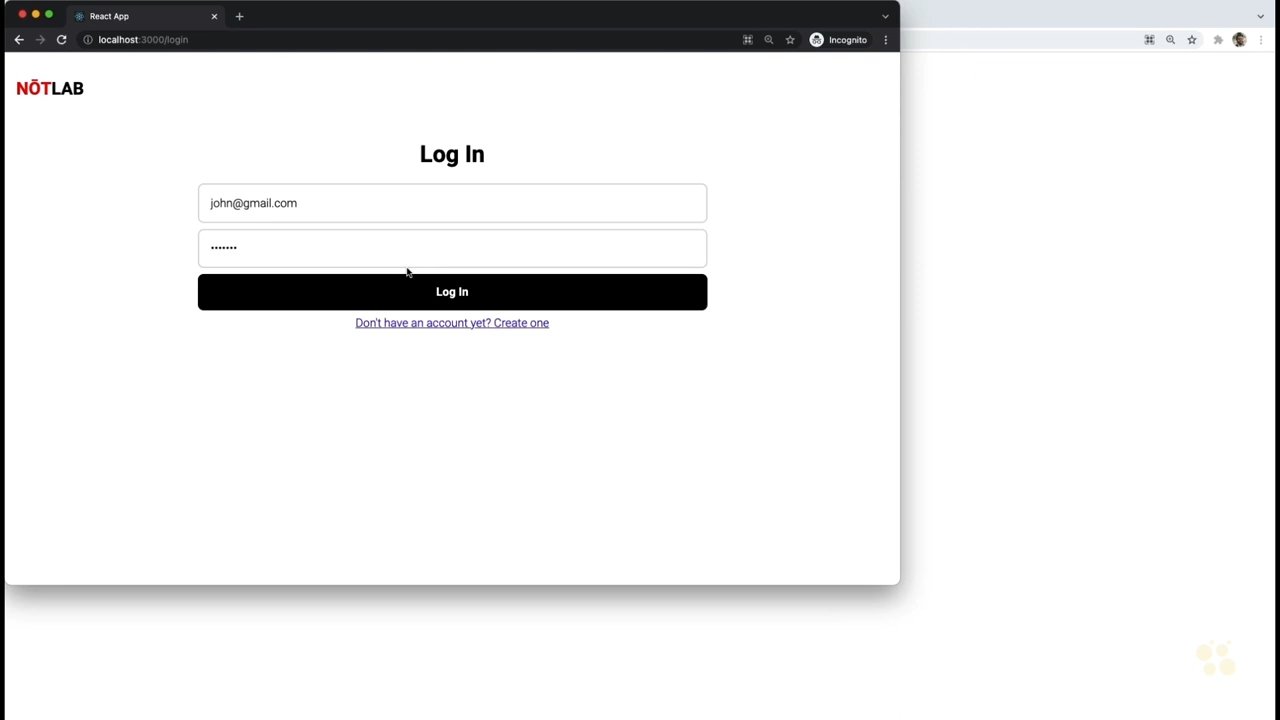 React App
localhost:3000/login
Incognito
NŌTLAB
Log In
john@gmail.com
•••••••
Log In
Don't have an account yet? Create one